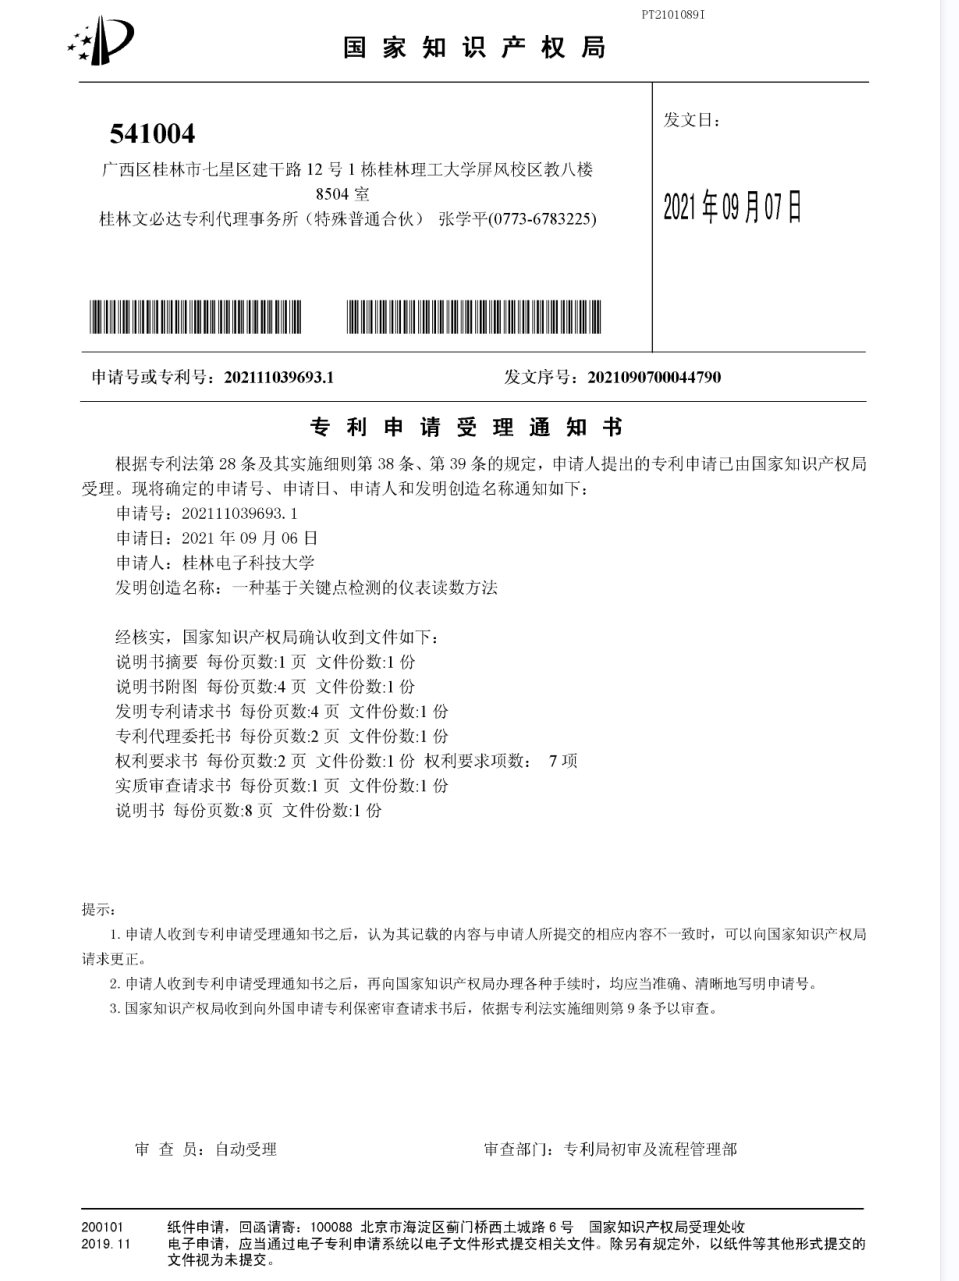 PT2101089I
国家知识产权局
541004
广西区桂林市七星区建干路 12 号 1 栋桂林理工大学屏风校区教八楼
8504 室
桂林文必达专利代理事务所（特殊普通合伙） 张学平(0773-6783225)
发文日：
2021 年 09 月 07 日
申请号或专利号：202111039693.1
发文序号：2021090700044790
专利申请受理通知书
根据专利法第 28 条及其实施细则第 38 条、第 39 条的规定，申请人提出的专利申请已由国家知识产权局
受理。现将确定的申请号、申请日、申请人和发明创造名称通知如下：
申请号：202111039693.1
申请日：2021 年 09 月 06 日
申请人：桂林电子科技大学
发明创造名称：一种基于关键点检测的仪表读数方法
经核实，国家知识产权局确认收到文件如下：
说明书摘要 每份页数:1 页 文件份数:1 份
说明书附图 每份页数:4 页 文件份数:1 份
发明专利请求书 每份页数:4 页 文件份数:1 份
专利代理委托书 每份页数:2 页 文件份数:1 份
权利要求书 每份页数:2 页 文件份数:1 份 权利要求项数： 7 项
实质审查请求书 每份页数:1 页 文件份数:1 份
说明书 每份页数:8 页 文件份数:1 份
提示：
1. 申请人收到专利申请受理通知书之后，认为其记载的内容与申请人所提交的相应内容不一致时，可以向国家知识产权局
请求更正。
2. 申请人收到专利申请受理通知书之后，再向国家知识产权局办理各种手续时，均应当准确、清晰地写明申请号。
3. 国家知识产权局收到向外国申请专利保密审查请求书后，依据专利法实施细则第 9 条予以审查。
审 查 员：自动受理
审查部门：专利局初审及流程管理部
200101 纸件申请，回函请寄：100088 北京市海淀区蓟门桥西土城路 6 号 国家知识产权局受理处收
2019.11 电子申请，应当通过电子专利申请系统以电子文件形式提交相关文件。除另有规定外，以纸件等其他形式提交的
文件视为未提交。